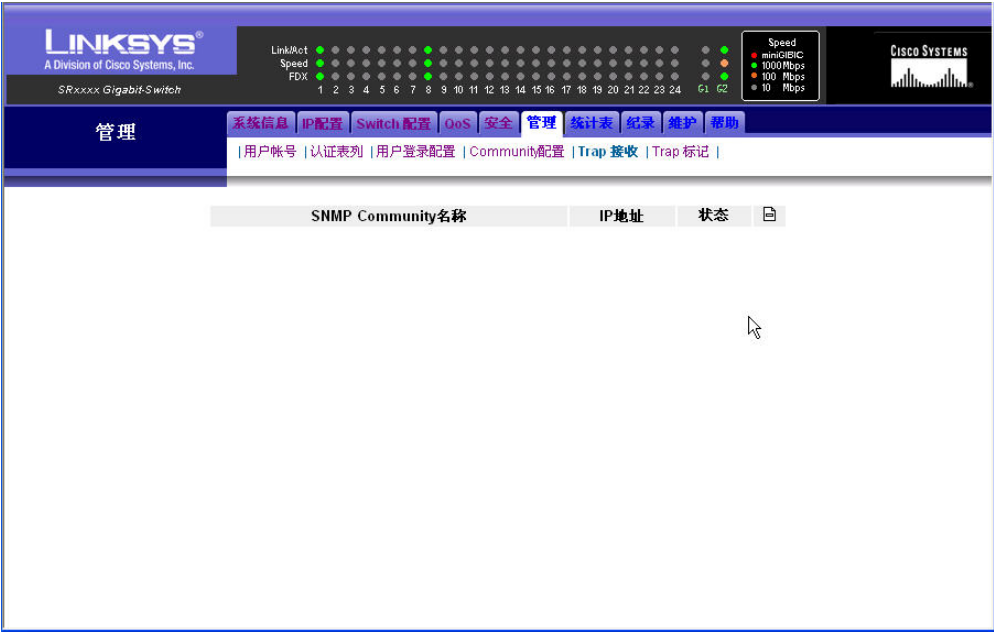 LINKSYS®
A Division of Cisco Systems, Inc.
SRxxxx Gigabit-Switch
Link/Act
Speed
FDX
1 2 3 4 5 6 7 8 9 10 11 12 13 14 15 16 17 18 19 20 21 22 23 24 G1 G2
Speed
miniGIBIC
1000Mbps
100 Mbps
10 Mbps
CISCO SYSTEMS
管理
系统信息 IP配置 Switch 配置 QoS 安全 管理 统计表 纪录 维护 帮助
|用户帐号 |认证表列 |用户登录配置 |Community配置 |Trap 接收 |Trap 标记 |
SNMP Community名称 IP地址 状态